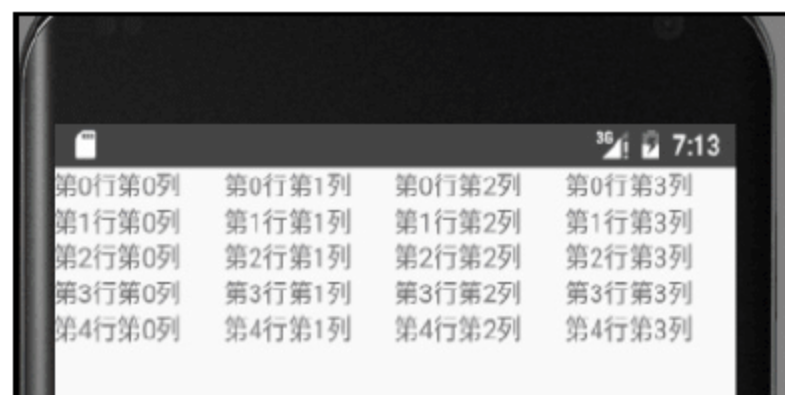 3G 7:13
第0行第0列 第0行第1列 第0行第2列 第0行第3列
第1行第0列 第1行第1列 第1行第2列 第1行第3列
第2行第0列 第2行第1列 第2行第2列 第2行第3列
第3行第0列 第3行第1列 第3行第2列 第3行第3列
第4行第0列 第4行第1列 第4行第2列 第4行第3列